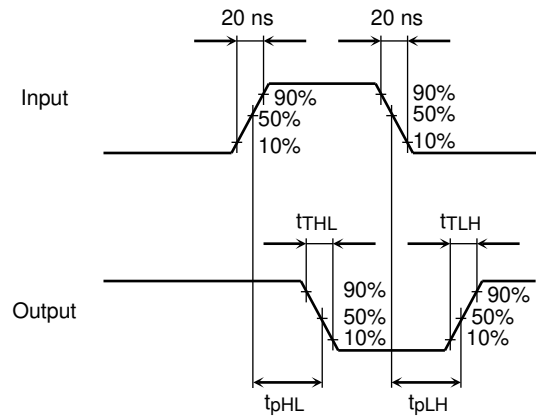 20 ns 20 ns
Input
90% 90%
50% 50%
10% 10%
tTHL tTLH
Output
90% 90%
50% 50%
10% 10%
tpHL tpLH